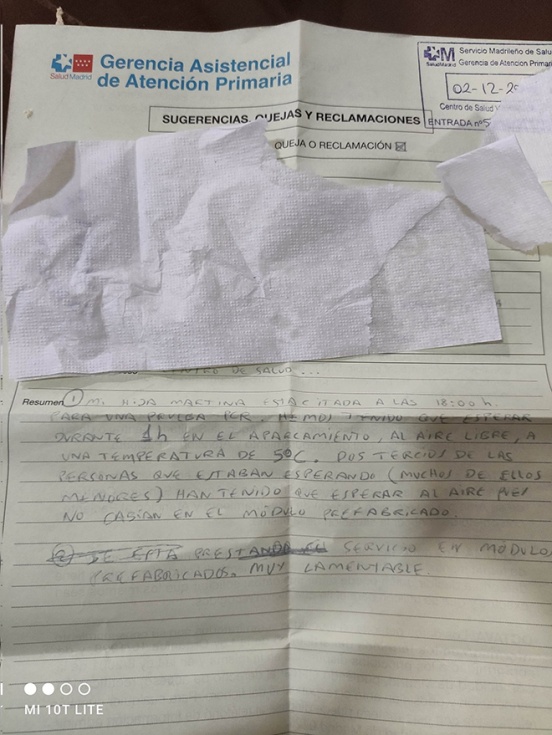 Gerencia Asistencial
de Atención Primaria
SaludMadrid
Servicio Madrileño de
Gerencia de Atención
SaludMadrid
02-12-2
Centro de Salud
ENTRADA nº5
SUGERENCIAS, QUEJAS Y RECLAMACIONES
QUEJA O RECLAMACIÓN
DE SALUD...
Resumen 1 MI HIJA MARTINA ESTÁ CITADA A LAS 18:00 h.
PARA UNA PRUEBA PCR. HEMOS TENIDO QUE ESPERAR
DURANTE 1h EN EL APARCAMIENTO, AL AIRE LIBRE, A
UNA TEMPERATURA DE 5ºC. DOS TERCIOS DE LAS
PERSONAS QUE ESTABAN ESPERANDO (MUCHOS DE ELLOS
MENORES) HAN TENIDO QUE ESPERAR AL AIRE PUES
NO CABÍAN EN EL MÓDULO PREFABRICADO.
2 SE ESTÁ PRESTANDO EL SERVICIO EN MÓDULOS
PREFABRICADOS. MUY LAMENTABLE.
MI 10T LITE